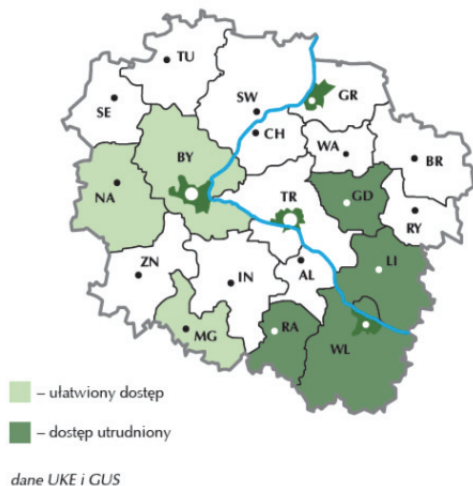 TU
SE
SW
GR
CH
WA
BR
BY
NA
TR
GD
RY
ZN
IN
AL
LI
MG
RA
WL
– ułatwiony dostęp
– dostęp utrudniony
dane UKE i GUS